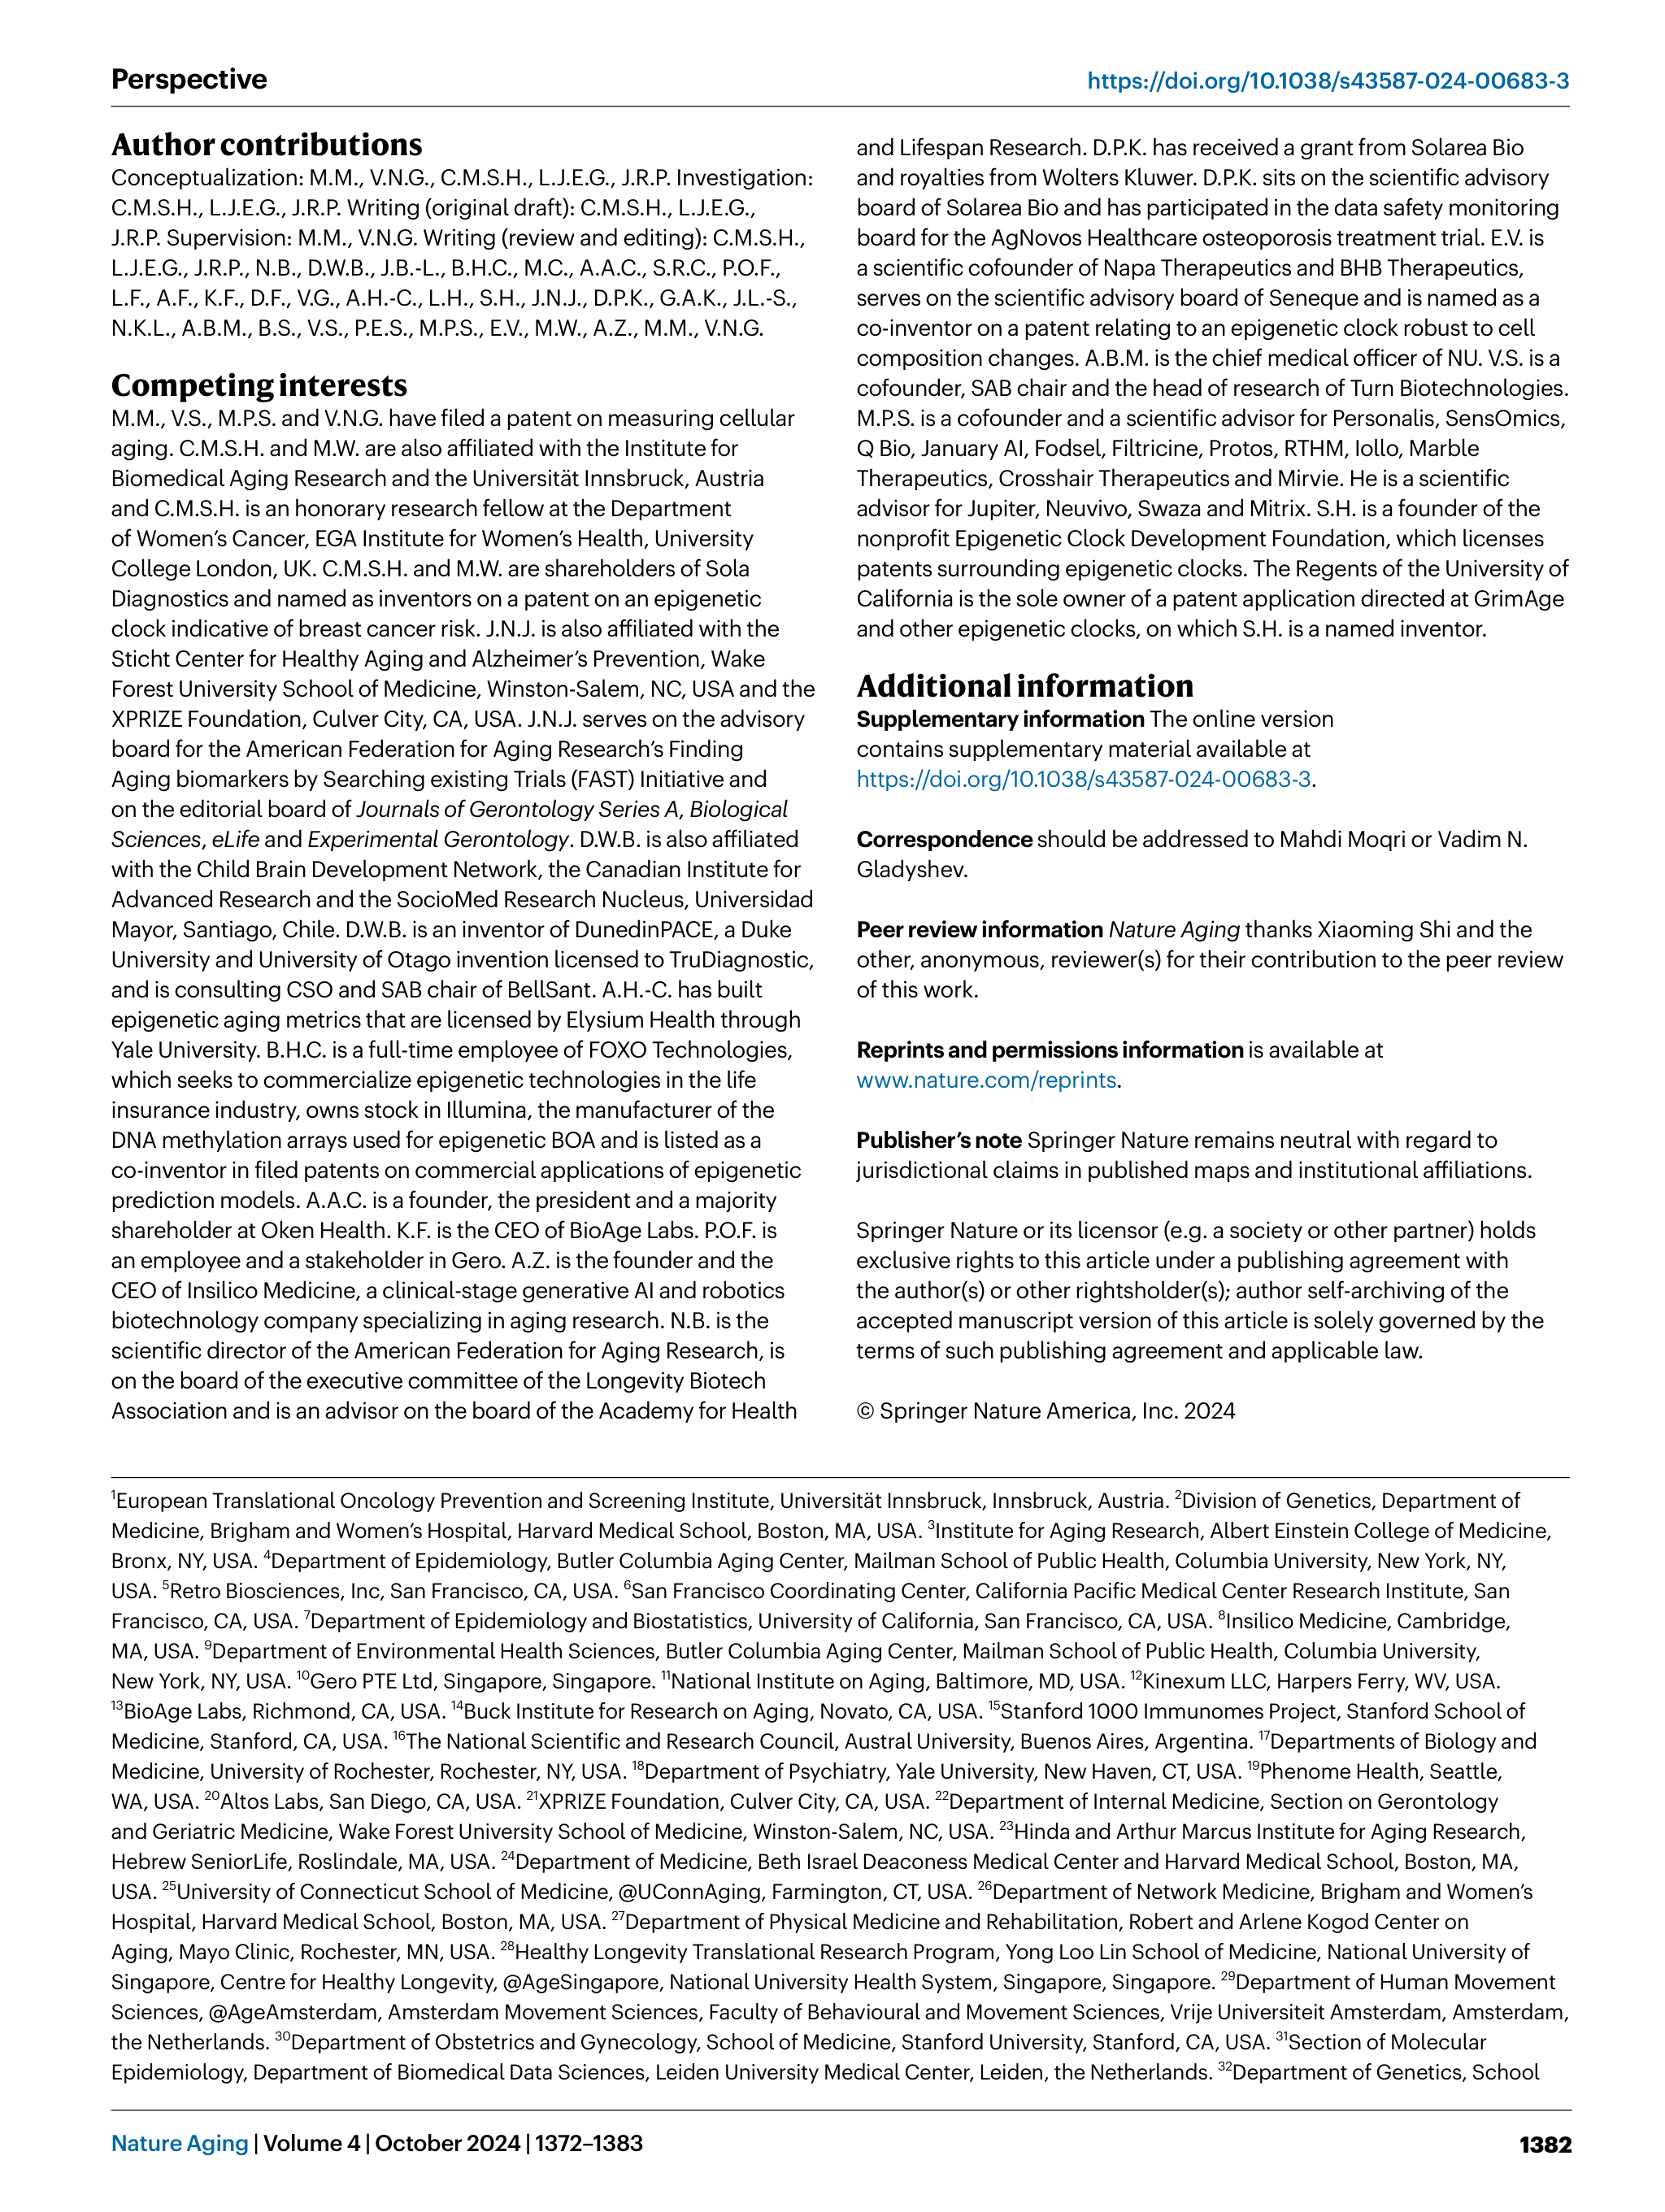 Perspective
https://doi.org/10.1038/s43587-024-00683-3
Author contributions
Conceptualization: M.M., V.N.G., C.M.S.H., L.J.E.G., J.R.P. Investigation:
C.M.S.H., L.J.E.G., J.R.P. Writing (original draft): C.M.S.H., L.J.E.G.,
J.R.P. Supervision: M.M., V.N.G. Writing (review and editing): C.M.S.H.,
L.J.E.G., J.R.P., N.B., D.W.B., J.B.-L., B.H.C., M.C., A.A.C., S.R.C., P.O.F.,
L.F., A.F., K.F., D.F., V.G., A.H.-C., L.H., S.H., J.N.J., D.P.K., G.A.K., J.L.-S.,
N.K.L., A.B.M., B.S., V.S., P.E.S., M.P.S., E.V., M.W., A.Z., M.M., V.N.G.
Competing interests
M.M., V.S., M.P.S. and V.N.G. have filed a patent on measuring cellular
aging. C.M.S.H. and M.W. are also affiliated with the Institute for
Biomedical Aging Research and the Universität Innsbruck, Austria
and C.M.S.H. is an honorary research fellow at the Department
of Women's Cancer, EGA Institute for Women's Health, University
College London, UK. C.M.S.H. and M.W. are shareholders of Sola
Diagnostics and named as inventors on a patent on an epigenetic
clock indicative of breast cancer risk. J.N.J. is also affiliated with the
Sticht Center for Healthy Aging and Alzheimer's Prevention, Wake
Forest University School of Medicine, Winston-Salem, NC, USA and the
XPRIZE Foundation, Culver City, CA, USA. J.N.J. serves on the advisory
board for the American Federation for Aging Research's Finding
Aging biomarkers by Searching existing Trials (FAST) Initiative and
on the editorial board of Journals of Gerontology Series A, Biological
Sciences, eLife and Experimental Gerontology. D.W.B. is also affiliated
with the Child Brain Development Network, the Canadian Institute for
Advanced Research and the SocioMed Research Nucleus, Universidad
Mayor, Santiago, Chile. D.W.B. is an inventor of DunedinPACE, a Duke
University and University of Otago invention licensed to TruDiagnostic,
and is consulting CSO and SAB chair of BellSant. A.H.-C. has built
epigenetic aging metrics that are licensed by Elysium Health through
Yale University. B.H.C. is a full-time employee of FOXO Technologies,
which seeks to commercialize epigenetic technologies in the life
insurance industry, owns stock in Illumina, the manufacturer of the
DNA methylation arrays used for epigenetic BOA and is listed as a
co-inventor in filed patents on commercial applications of epigenetic
prediction models. A.A.C. is a founder, the president and a majority
shareholder at Oken Health. K.F. is the CEO of BioAge Labs. P.O.F. is
an employee and a stakeholder in Gero. A.Z. is the founder and the
CEO of Insilico Medicine, a clinical-stage generative AI and robotics
biotechnology company specializing in aging research. N.B. is the
scientific director of the American Federation for Aging Research, is
on the board of the executive committee of the Longevity Biotech
Association and is an advisor on the board of the Academy for Health
and Lifespan Research. D.P.K. has received a grant from Solarea Bio
and royalties from Wolters Kluwer. D.P.K. sits on the scientific advisory
board of Solarea Bio and has participated in the data safety monitoring
board for the AgNovos Healthcare osteoporosis treatment trial. E.V. is
a scientific cofounder of Napa Therapeutics and BHB Therapeutics,
serves on the scientific advisory board of Seneque and is named as a
co-inventor on a patent relating to an epigenetic clock robust to cell
composition changes. A.B.M. is the chief medical officer of NU. V.S. is a
cofounder, SAB chair and the head of research of Turn Biotechnologies.
M.P.S. is a cofounder and a scientific advisor for Personalis, SensOmics,
Q Bio, January AI, Fodsel, Filtricine, Protos, RTHM, Iollo, Marble
Therapeutics, Crosshair Therapeutics and Mirvie. He is a scientific
advisor for Jupiter, Neuvivo, Swaza and Mitrix. S.H. is a founder of the
nonprofit Epigenetic Clock Development Foundation, which licenses
patents surrounding epigenetic clocks. The Regents of the University of
California is the sole owner of a patent application directed at GrimAge
and other epigenetic clocks, on which S.H. is a named inventor.
Additional information
Supplementary information The online version
contains supplementary material available at
https://doi.org/10.1038/s43587-024-00683-3.
Correspondence should be addressed to Mahdi Moqri or Vadim N.
Gladyshev.
Peer review information Nature Aging thanks Xiaoming Shi and the
other, anonymous, reviewer(s) for their contribution to the peer review
of this work.
Reprints and permissions information is available at
www.nature.com/reprints.
Publisher's note Springer Nature remains neutral with regard to
jurisdictional claims in published maps and institutional affiliations.
Springer Nature or its licensor (e.g. a society or other partner) holds
exclusive rights to this article under a publishing agreement with
the author(s) or other rightsholder(s); author self-archiving of the
accepted manuscript version of this article is solely governed by the
terms of such publishing agreement and applicable law.
© Springer Nature America, Inc. 2024
1European Translational Oncology Prevention and Screening Institute, Universität Innsbruck, Innsbruck, Austria. 2Division of Genetics, Department of
Medicine, Brigham and Women's Hospital, Harvard Medical School, Boston, MA, USA. 3Institute for Aging Research, Albert Einstein College of Medicine,
Bronx, NY, USA. 4Department of Epidemiology, Butler Columbia Aging Center, Mailman School of Public Health, Columbia University, New York, NY,
USA. 5Retro Biosciences, Inc, San Francisco, CA, USA. 6San Francisco Coordinating Center, California Pacific Medical Center Research Institute, San
Francisco, CA, USA. 7Department of Epidemiology and Biostatistics, University of California, San Francisco, CA, USA. 8Insilico Medicine, Cambridge,
MA, USA. 9Department of Environmental Health Sciences, Butler Columbia Aging Center, Mailman School of Public Health, Columbia University,
New York, NY, USA. 10Gero PTE Ltd, Singapore, Singapore. 11National Institute on Aging, Baltimore, MD, USA. 12Kinexum LLC, Harpers Ferry, WV, USA.
13BioAge Labs, Richmond, CA, USA. 14Buck Institute for Research on Aging, Novato, CA, USA. 15Stanford 1000 Immunomes Project, Stanford School of
Medicine, Stanford, CA, USA. 16The National Scientific and Research Council, Austral University, Buenos Aires, Argentina. 17Departments of Biology and
Medicine, University of Rochester, Rochester, NY, USA. 18Department of Psychiatry, Yale University, New Haven, CT, USA. 19Phenome Health, Seattle,
WA, USA. 20Altos Labs, San Diego, CA, USA. 21XPRIZE Foundation, Culver City, CA, USA. 22Department of Internal Medicine, Section on Gerontology
and Geriatric Medicine, Wake Forest University School of Medicine, Winston-Salem, NC, USA. 23Hinda and Arthur Marcus Institute for Aging Research,
Hebrew SeniorLife, Roslindale, MA, USA. 24Department of Medicine, Beth Israel Deaconess Medical Center and Harvard Medical School, Boston, MA,
USA. 25University of Connecticut School of Medicine, @UConnAging, Farmington, CT, USA. 26Department of Network Medicine, Brigham and Women's
Hospital, Harvard Medical School, Boston, MA, USA. 27Department of Physical Medicine and Rehabilitation, Robert and Arlene Kogod Center on
Aging, Mayo Clinic, Rochester, MN, USA. 28Healthy Longevity Translational Research Program, Yong Loo Lin School of Medicine, National University of
Singapore, Centre for Healthy Longevity, @AgeSingapore, National University Health System, Singapore, Singapore. 29Department of Human Movement
Sciences, @AgeAmsterdam, Amsterdam Movement Sciences, Faculty of Behavioural and Movement Sciences, Vrije Universiteit Amsterdam, Amsterdam,
the Netherlands. 30Department of Obstetrics and Gynecology, School of Medicine, Stanford University, Stanford, CA, USA. 31Section of Molecular
Epidemiology, Department of Biomedical Data Sciences, Leiden University Medical Center, Leiden, the Netherlands. 32Department of Genetics, School
Nature Aging | Volume 4 | October 2024 | 1372–1383
1382